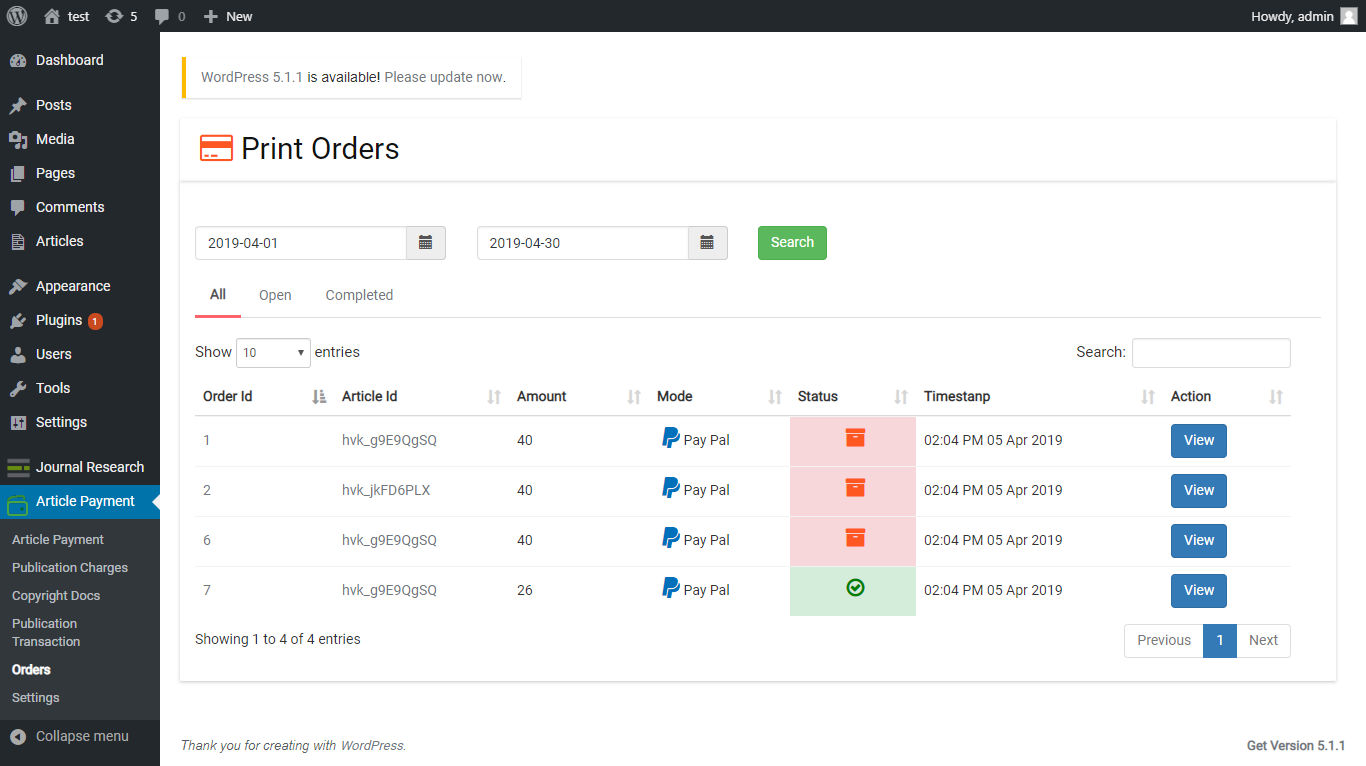 test 5 0 New Howdy, admin
Dashboard
Posts
Media
Pages
Comments
Articles
Appearance
Plugins 1
Users
Tools
Settings
Journal Research
Article Payment
Article Payment
Publication Charges
Copyright Docs
Publication
Transaction
Orders
Settings
Collapse menu
WordPress 5.1.1 is available! Please update now.
Print Orders
2019-04-01 2019-04-30 Search
All Open Completed
Show 10 entries Search:
Order Id Article Id Amount Mode Status Timestanp Action
1 hvk_g9E9QgSQ 40 Pay Pal 02:04 PM 05 Apr 2019 View
2 hvk_jkFD6PLX 40 Pay Pal 02:04 PM 05 Apr 2019 View
6 hvk_g9E9QgSQ 40 Pay Pal 02:04 PM 05 Apr 2019 View
7 hvk_g9E9QgSQ 26 Pay Pal 02:04 PM 05 Apr 2019 View
Showing 1 to 4 of 4 entries Previous 1 Next
Thank you for creating with WordPress. Get Version 5.1.1